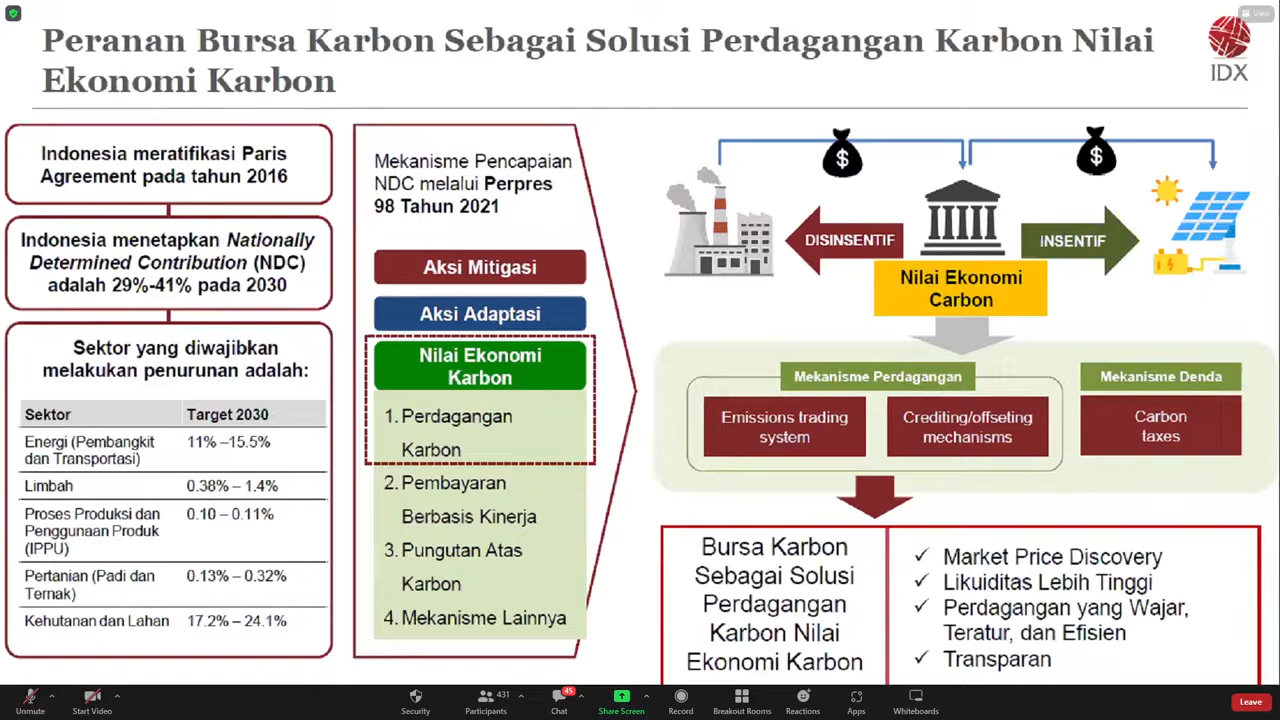 View
Peranan Bursa Karbon Sebagai Solusi Perdagangan Karbon Nilai
Ekonomi Karbon
IDX
Indonesia meratifikasi Paris
Agreement pada tahun 2016
Indonesia menetapkan Nationally
Determined Contribution (NDC)
adalah 29%-41% pada 2030
Sektor yang diwajibkan
melakukan penurunan adalah:
Sektor Target 2030
Energi (Pembangkit 11% –15.5%
dan Transportasi)
Limbah 0.38% – 1.4%
Proses Produksi dan 0.10 – 0.11%
Penggunaan Produk
(IPPU)
Pertanian (Padi dan 0.13% – 0.32%
Ternak)
Kehutanan dan Lahan 17.2% – 24.1%
Mekanisme Pencapaian
NDC melalui Perpres
98 Tahun 2021
Aksi Mitigasi
Aksi Adaptasi
Nilai Ekonomi
Karbon
1. Perdagangan
Karbon
2. Pembayaran
Berbasis Kinerja
3. Pungutan Atas
Karbon
4. Mekanisme Lainnya
$ $
DISINSENTIF INSENTIF
Nilai Ekonomi
Carbon
Mekanisme Perdagangan
Emissions trading
system
Crediting/offseting
mechanisms
Mekanisme Denda
Carbon
taxes
Bursa Karbon
Sebagai Solusi
Perdagangan
Karbon Nilai
Ekonomi Karbon
✓ Market Price Discovery
✓ Likuiditas Lebih Tinggi
✓ Perdagangan yang Wajar,
Teratur, dan Efisien
✓ Transparan
Unmute Start Video Security Participants 431 Chat 45 Share Screen Record Breakout Rooms Reactions Apps Whiteboards Leave